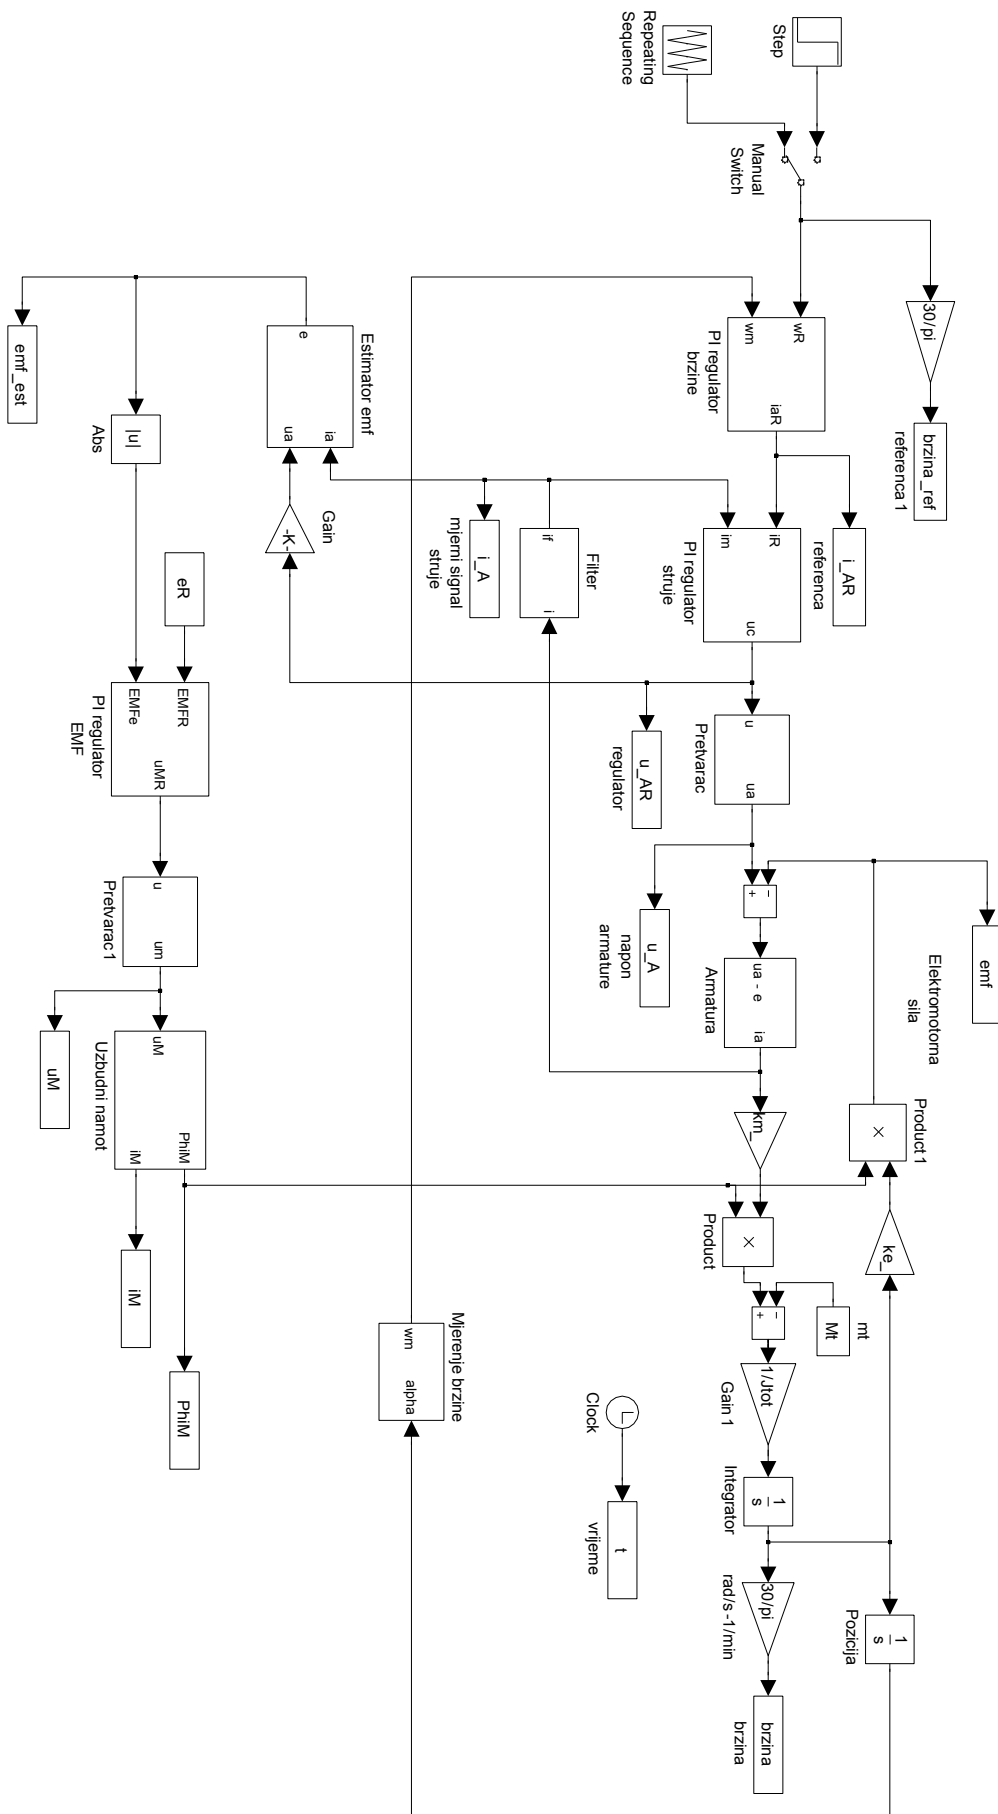 Step
Repeating
Sequence
Manual
Switch
30/pi
brzina_ref
referenca 1
wR
wm
iaR
PI regulator
brzine
i_AR
referenca
iR
im
uc
PI regulator
struje
i_A
mjerni signal
struje
Filter
if
i
Estimator emf
e
ia
ua
Gain
-K-
emf_est
|u|
Abs
eR
EMFR
EMFe
uMR
PI regulator
EMF
u
um
Pretvarac1
uM
uM
PhiM
iM
Uzbudni namot
iM
PhiM
u
ua
Pretvarac
u_AR
regulator
u_A
napon
armature
−
+
ua - e
ia
Armatura
emf
Elektromotorna
sila
Product 1
×
ke_
km_
×
Product
mt
Mt
−
+
1/Jtot
Gain 1
1
s
Integrator
30/pi
rad/s -1/min
brzina
brzina
1
s
Pozicija
Mjerenje brzine
wm
alpha
Clock
t
vrijeme